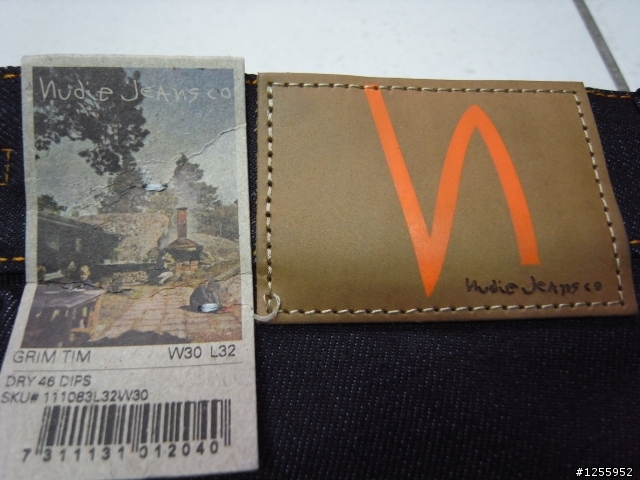 nudie Jeans co
GRIM TIM W30 L32
DRY 46 DIPS
SKU# 111083L32W30
7 311131 012040
N
nudie Jeans co
#1255952